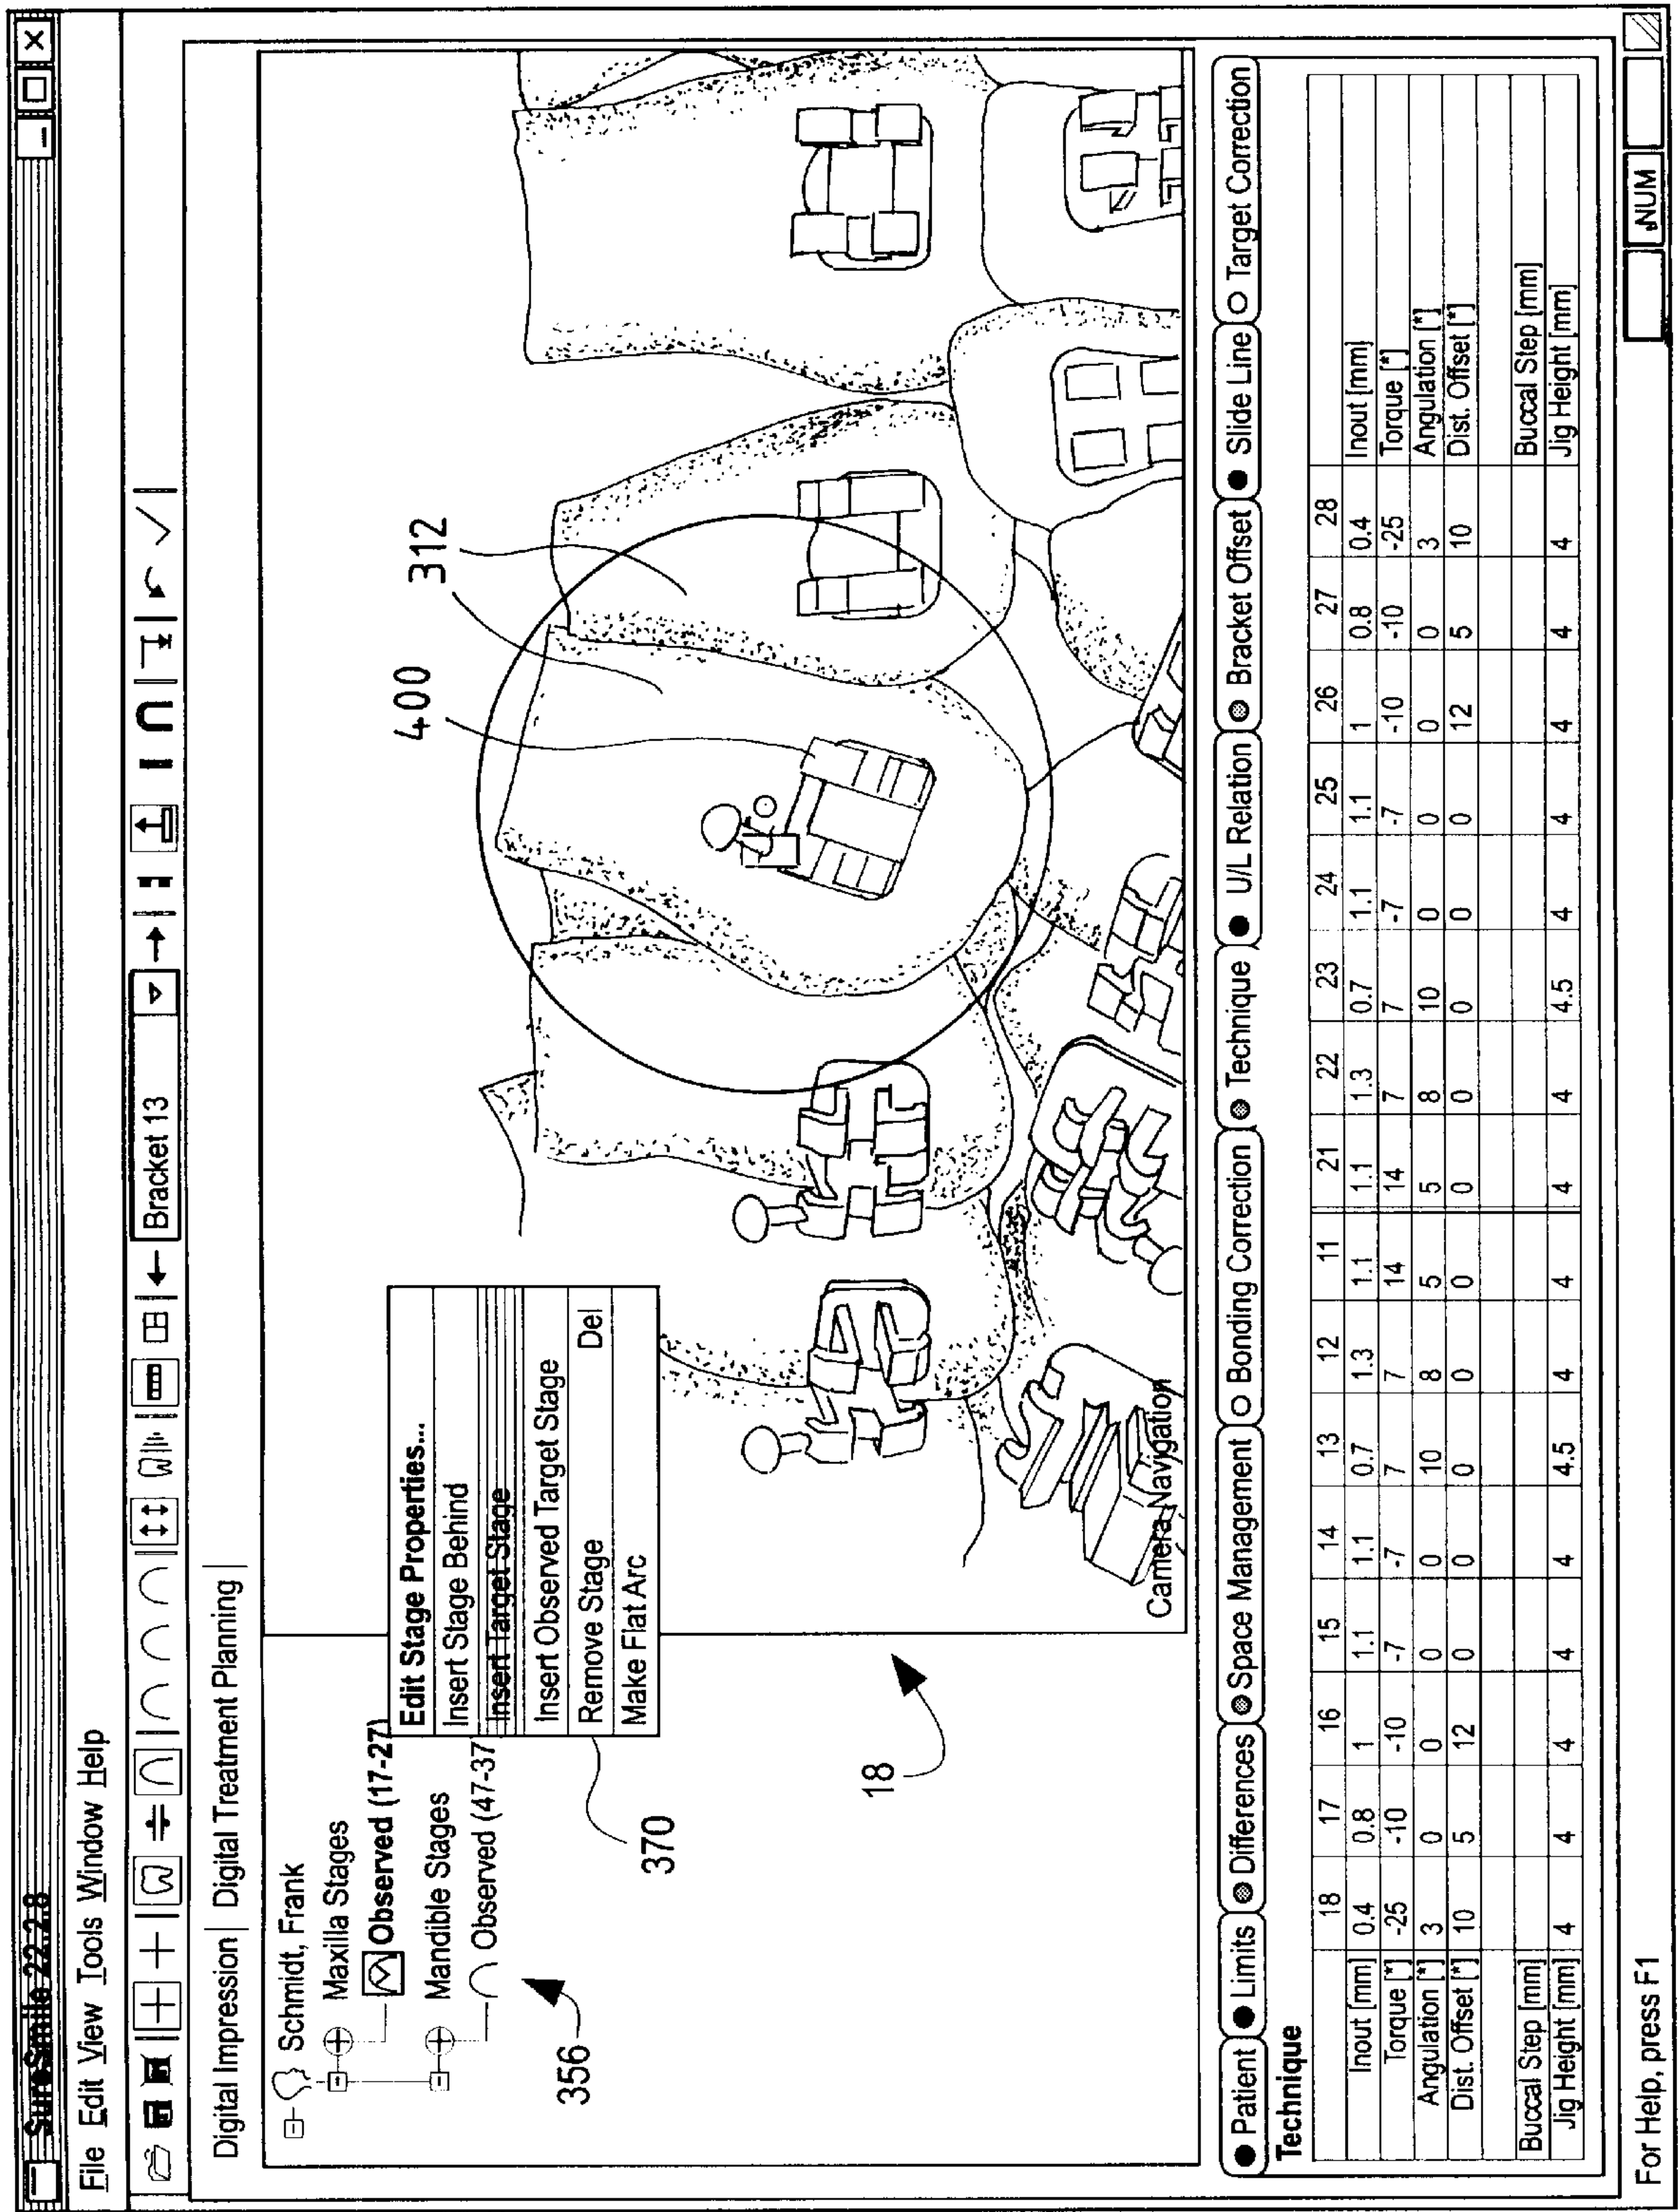 SureSmile 22.2.8
File Edit View Tools Window Help
Bracket 13
Digital Impression Digital Treatment Planning
Schmidt, Frank
Maxilla Stages
Observed (17-27)
Mandible Stages
Observed (47-37
Edit Stage Properties...
Insert Stage Behind
Insert Target Stage
Insert Observed Target Stage
Remove Stage Del
Make Flat Arc
356
370
18
400
312
Camera Navigation
Patient Limits Differences Space Management Bonding Correction Technique U/L Relation Bracket Offset Slide Line Target Correction
Technique
18 17 16 15 14 13 12 11 21 22 23 24 25 26 27 28
Inout [mm] 0.4 0.8 1 1.1 1.1 0.7 1.3 1.1 1.1 1.3 0.7 1.1 1.1 1 0.8 0.4 Inout [mm]
Torque [*] -25 -10 -10 -7 -7 7 7 14 14 7 7 -7 -7 -10 -10 -25 Torque [*]
Angulation [*] 3 0 0 0 0 10 8 5 5 8 10 0 0 0 0 3 Angulation [*]
Dist. Offset [*] 10 5 12 0 0 0 0 0 0 0 0 0 0 12 5 10 Dist. Offset [*]
Buccal Step [mm] Buccal Step [mm]
Jig Height [mm] 4 4 4 4 4 4.5 4 4 4 4 4.5 4 4 4 4 4 Jig Height [mm]
For Help, press F1
NUM